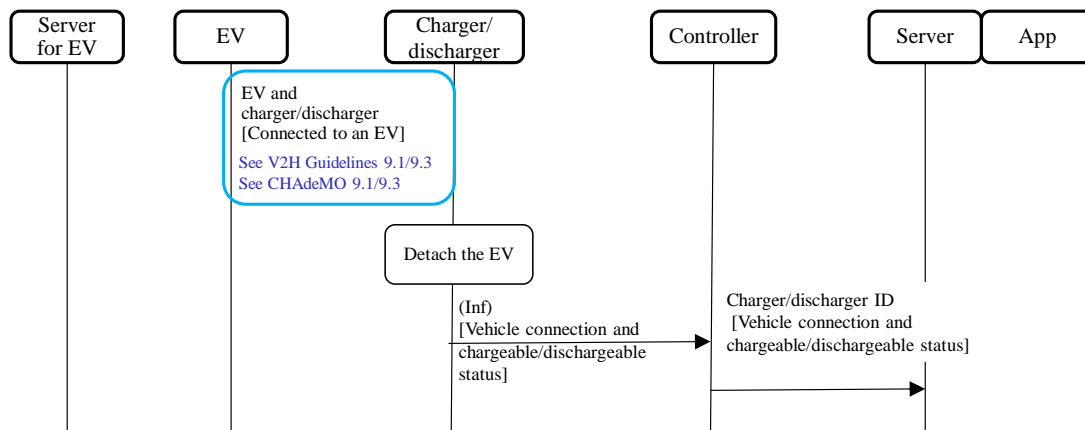 Server
for EV
EV
Charger/
discharger
Controller
Server
App
EV and
charger/discharger
[Connected to an EV]
See V2H Guidelines 9.1/9.3
See CHAdeMO 9.1/9.3
Detach the EV
(Inf)
[Vehicle connection and
chargeable/dischargeable
status]
Charger/discharger ID
[Vehicle connection and
chargeable/dischargeable status]